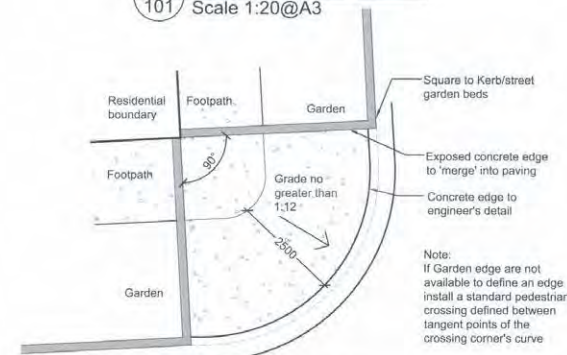 101
Scale 1:20@A3
Residential
boundary
Footpath
Garden
Square to Kerb/street
garden beds
90°
Footpath
Grade no
greater than
1:12
Exposed concrete edge
to 'merge' into paving
Concrete edge to
engineer's detail
2500
Garden
Note:
If Garden edge are not
available to define an edge
install a standard pedestrian
crossing defined between
tangent points of the
crossing corner's curve